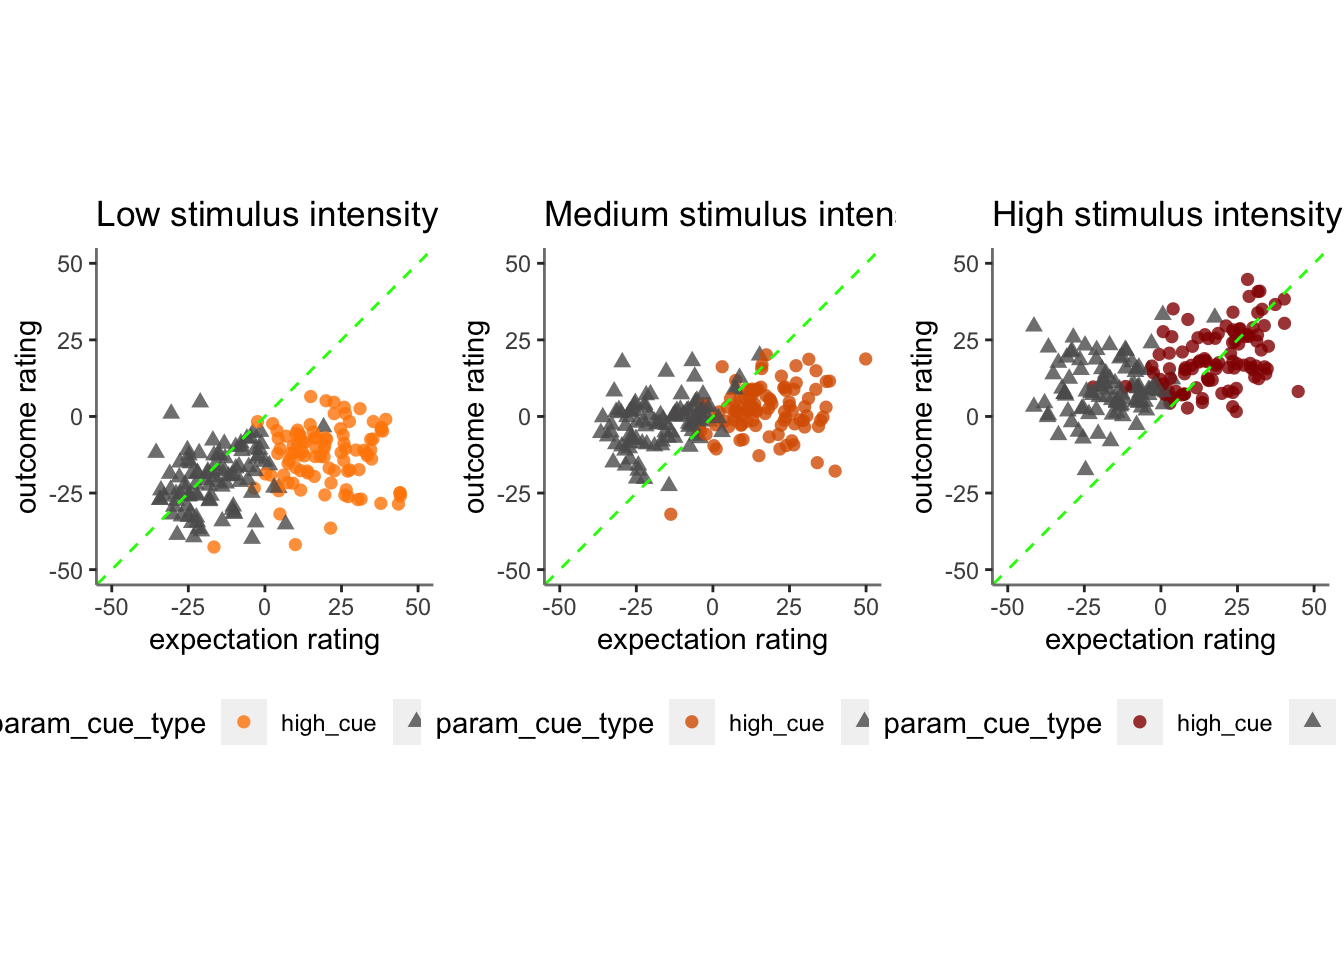 Low stimulus intensity
50
25
0
-25
-50
-50 -25 0 25 50
outcome rating
expectation rating
param_cue_type high_cue
Medium stimulus inten
50
25
0
-25
-50
-50 -25 0 25 50
outcome rating
expectation rating
param_cue_type high_cue
High stimulus intensity
50
25
0
-25
-50
-50 -25 0 25 50
outcome rating
expectation rating
param_cue_type high_cue